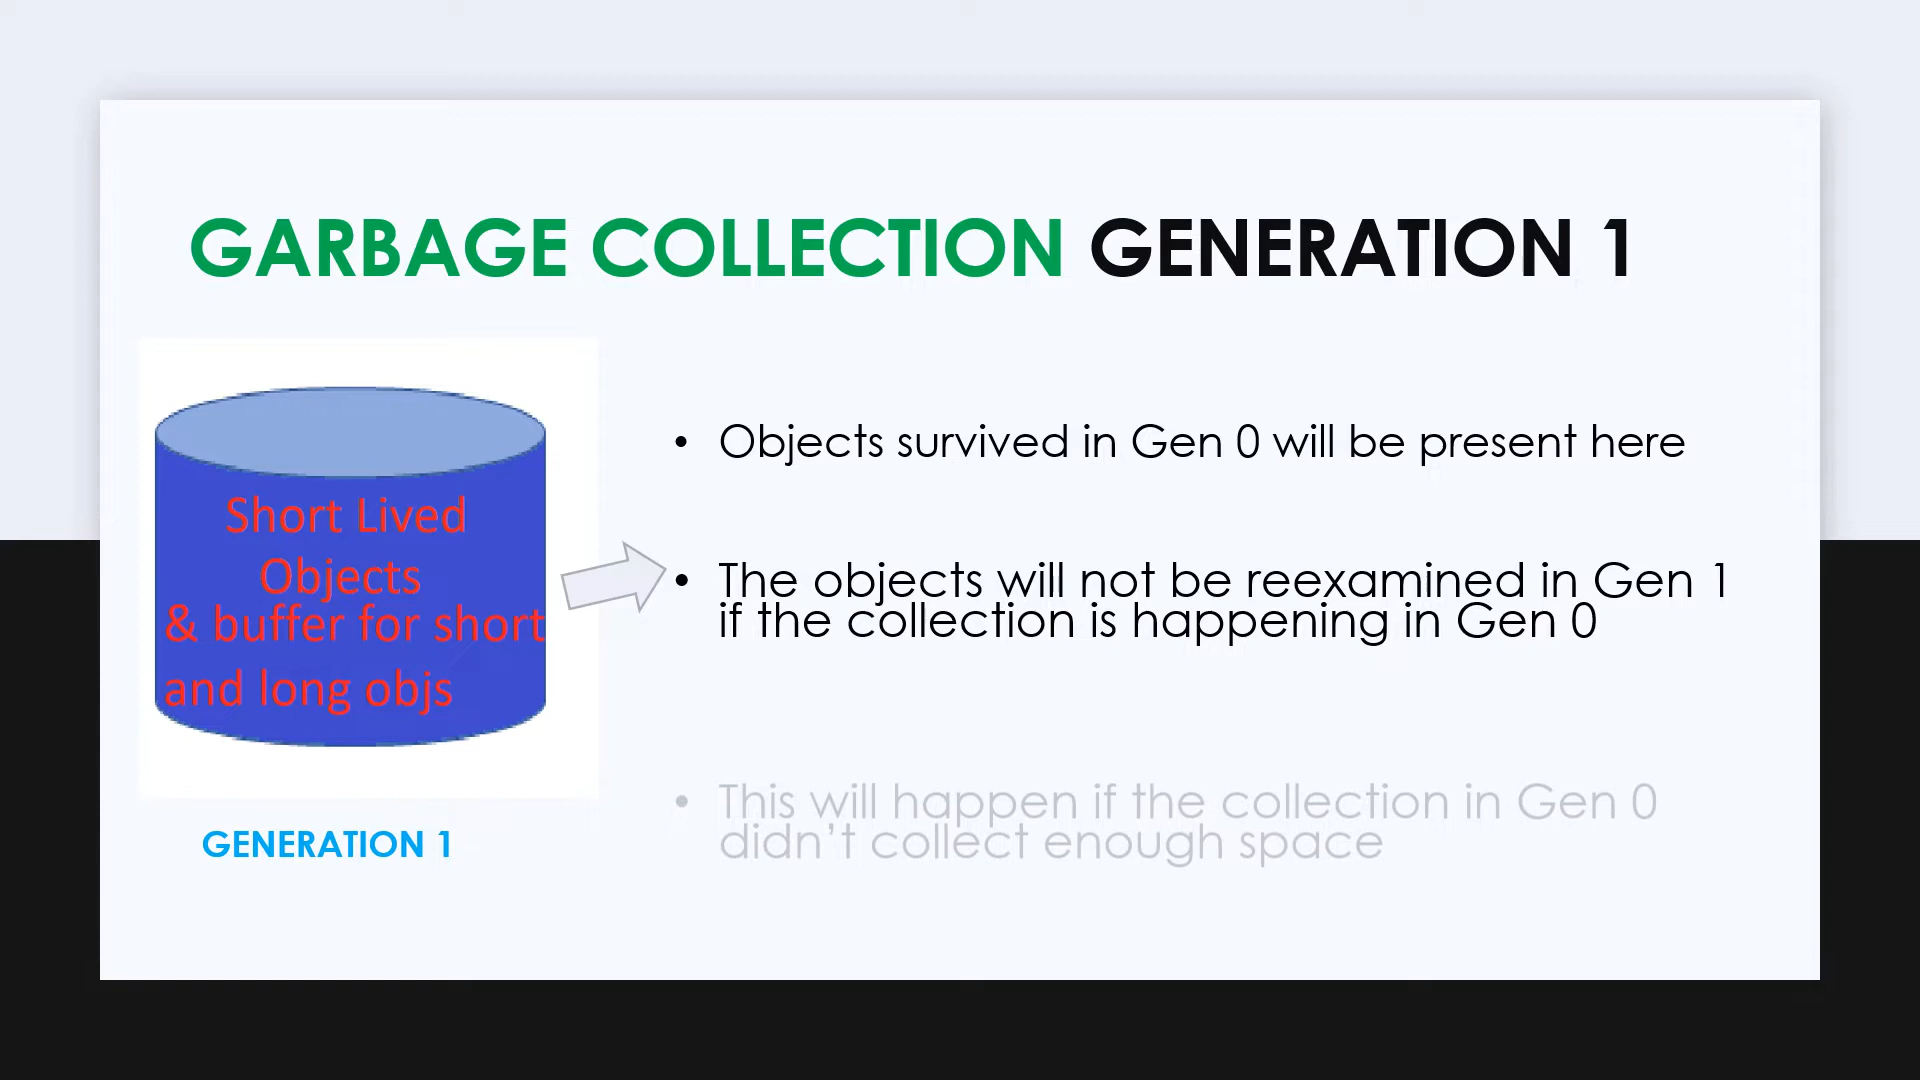 GARBAGE COLLECTION GENERATION 1
Short Lived
Objects
& buffer for short
and long objs
GENERATION 1
• Objects survived in Gen 0 will be present here
• The objects will not be reexamined in Gen 1
if the collection is happening in Gen 0
• This will happen if the collection in Gen 0
didn’t collect enough space